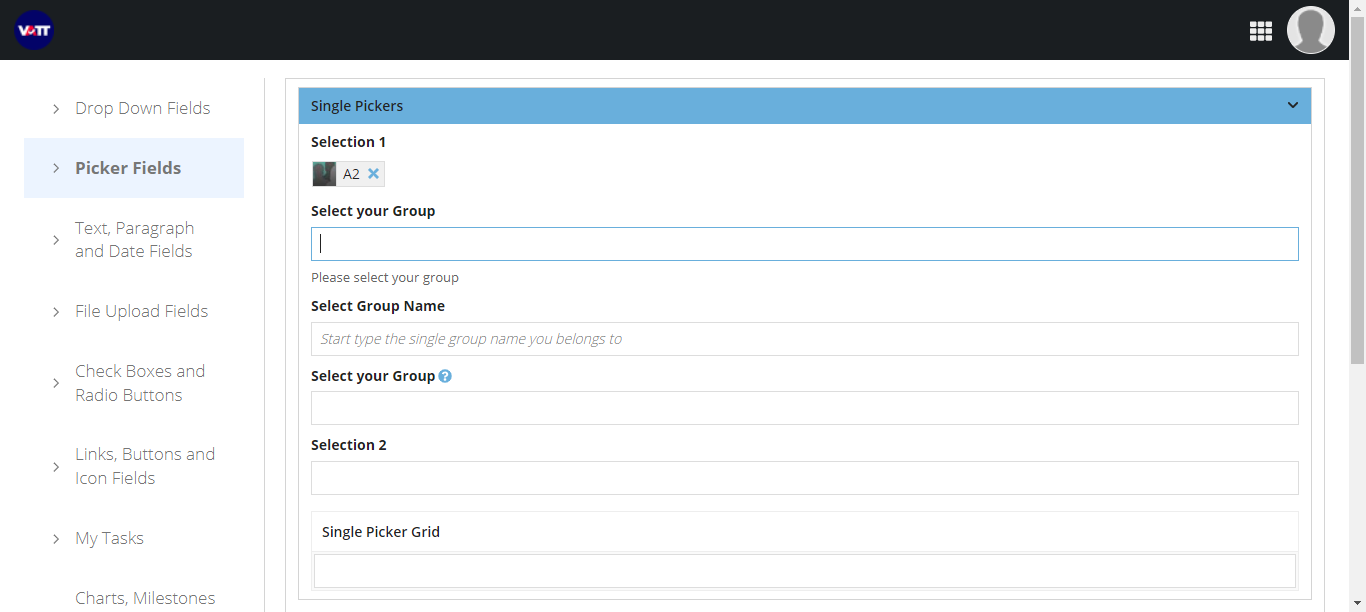 VOTT
Drop Down Fields
Picker Fields
Text, Paragraph
and Date Fields
File Upload Fields
Check Boxes and
Radio Buttons
Links, Buttons and
Icon Fields
My Tasks
Charts, Milestones
Single Pickers
Selection 1
A2
Select your Group
Please select your group
Select Group Name
Start type the single group name you belongs to
Select your Group
Selection 2
Single Picker Grid